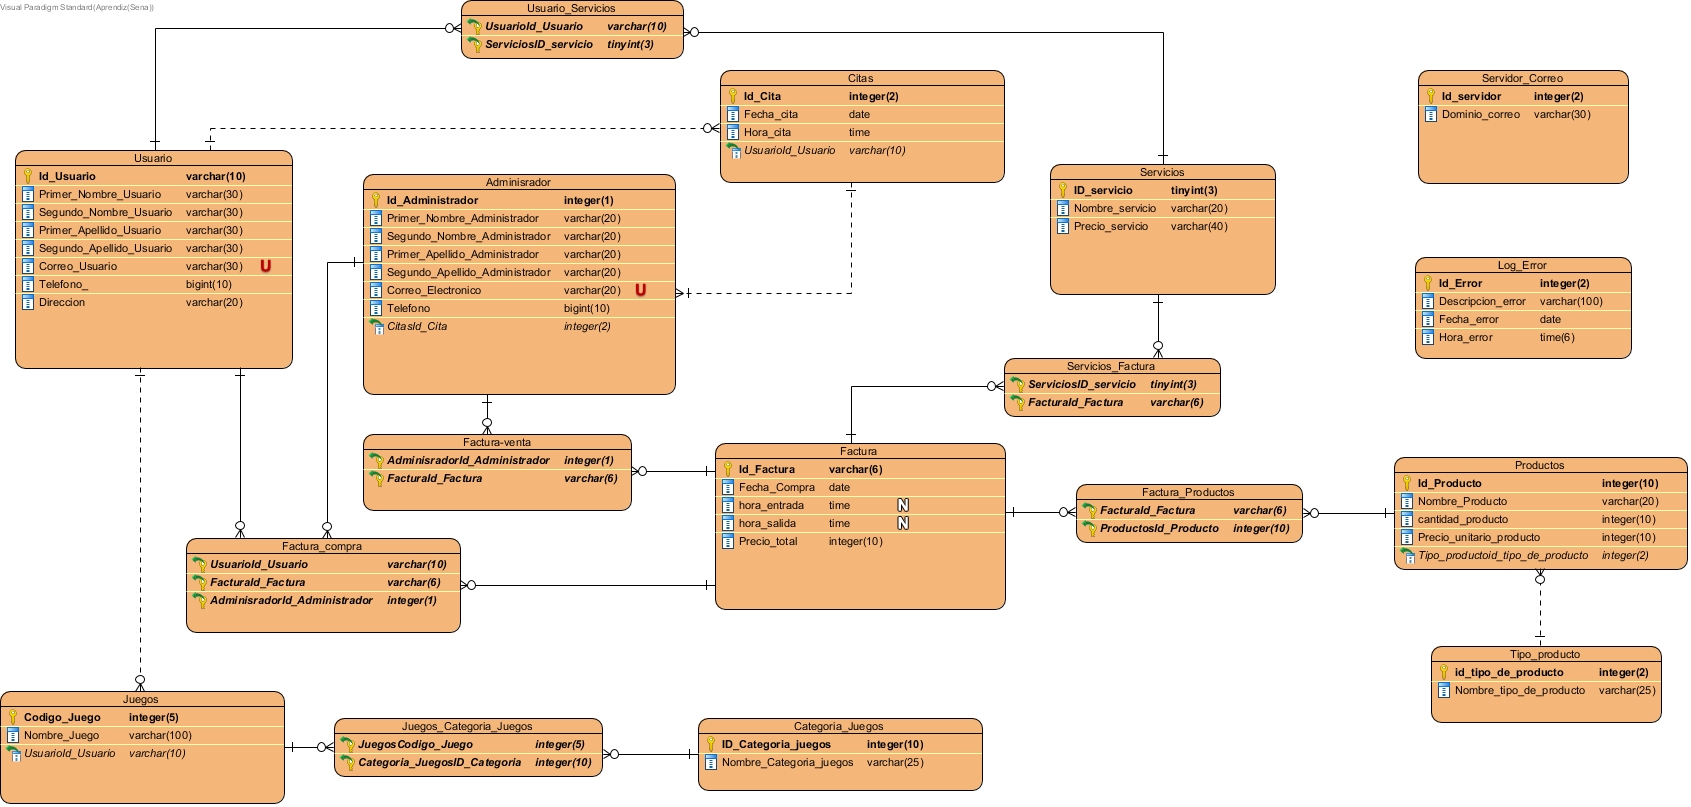 Visual Paradigm Standard(Aprendiz(Sena))
Usuario_Servicios
UsuarioId_Usuario varchar(10)
ServiciosID_servicio tinyint(3)
Citas
Id_Cita integer(2)
Fecha_cita date
Hora_cita time
UsuarioId_Usuario varchar(10)
Servidor_Correo
Id_servidor integer(2)
Dominio_correo varchar(30)
Usuario
Id_Usuario varchar(10)
Primer_Nombre_Usuario varchar(30)
Segundo_Nombre_Usuario varchar(30)
Primer_Apellido_Usuario varchar(30)
Segundo_Apellido_Usuario varchar(30)
Correo_Usuario varchar(30) U
Telefono_ bigint(10)
Direccion varchar(20)
Adminisrador
Id_Administrador integer(1)
Primer_Nombre_Administrador varchar(20)
Segundo_Nombre_Administrador varchar(20)
Primer_Apellido_Administrador varchar(20)
Segundo_Apellido_Administrador varchar(20)
Correo_Electronico varchar(20) U
Telefono bigint(10)
CitasId_Cita integer(2)
Servicios
ID_servicio tinyint(3)
Nombre_servicio varchar(20)
Precio_servicio varchar(40)
Log_Error
Id_Error integer(2)
Descripcion_error varchar(100)
Fecha_error date
Hora_error time(6)
Servicios_Factura
ServiciosID_servicio tinyint(3)
FacturaId_Factura varchar(6)
Factura-venta
AdminisradorId_Administrador integer(1)
FacturaId_Factura varchar(6)
Factura
Id_Factura varchar(6)
Fecha_Compra date
hora_entrada time N
hora_salida time N
Precio_total integer(10)
Factura_Productos
FacturaId_Factura varchar(6)
ProductosId_Producto integer(10)
Productos
Id_Producto integer(10)
Nombre_Producto varchar(20)
cantidad_producto integer(10)
Precio_unitario_producto integer(10)
Tipo_productoid_tipo_de_producto integer(2)
Factura_compra
UsuarioId_Usuario varchar(10)
FacturaId_Factura varchar(6)
AdminisradorId_Administrador integer(1)
Tipo_producto
id_tipo_de_producto integer(2)
Nombre_tipo_de_producto varchar(25)
Juegos
Codigo_Juego integer(5)
Nombre_Juego varchar(100)
UsuarioId_Usuario varchar(10)
Juegos_Categoria_Juegos
JuegosCodigo_Juego integer(5)
Categoria_JuegosID_Categoria integer(10)
Categoria_Juegos
ID_Categoria_juegos integer(10)
Nombre_Categoria_juegos varchar(25)